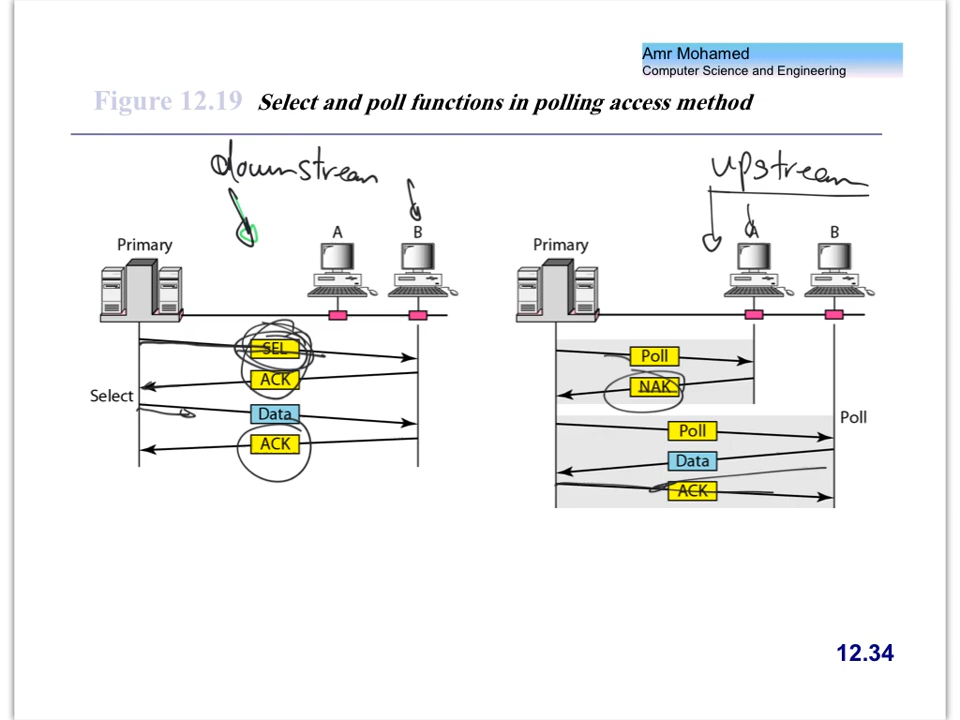 Amr Mohamed
Computer Science and Engineering
Figure 12.19 Select and poll functions in polling access method
downstream
upstream
Primary
A
B
SEL
ACK
Select
Data
ACK
Primary
A
B
Poll
NAK
Poll
Poll
Data
ACK
12.34